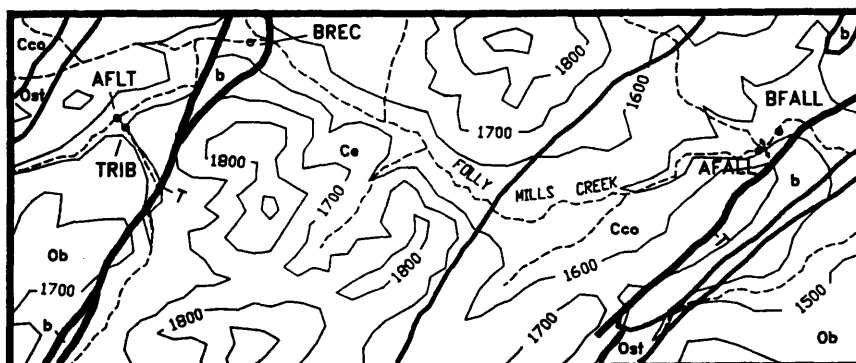 Cco
BREC
b
1800
1600
AFLT
b
Ost
BFALL
1700
TRIB
1800
Ce
FOLLY
AFALL
T
1700
MILLS CREEK
b
Cco
T
Ob
1800
1600
1700
1500
1800
1700
b
Ost
Ob